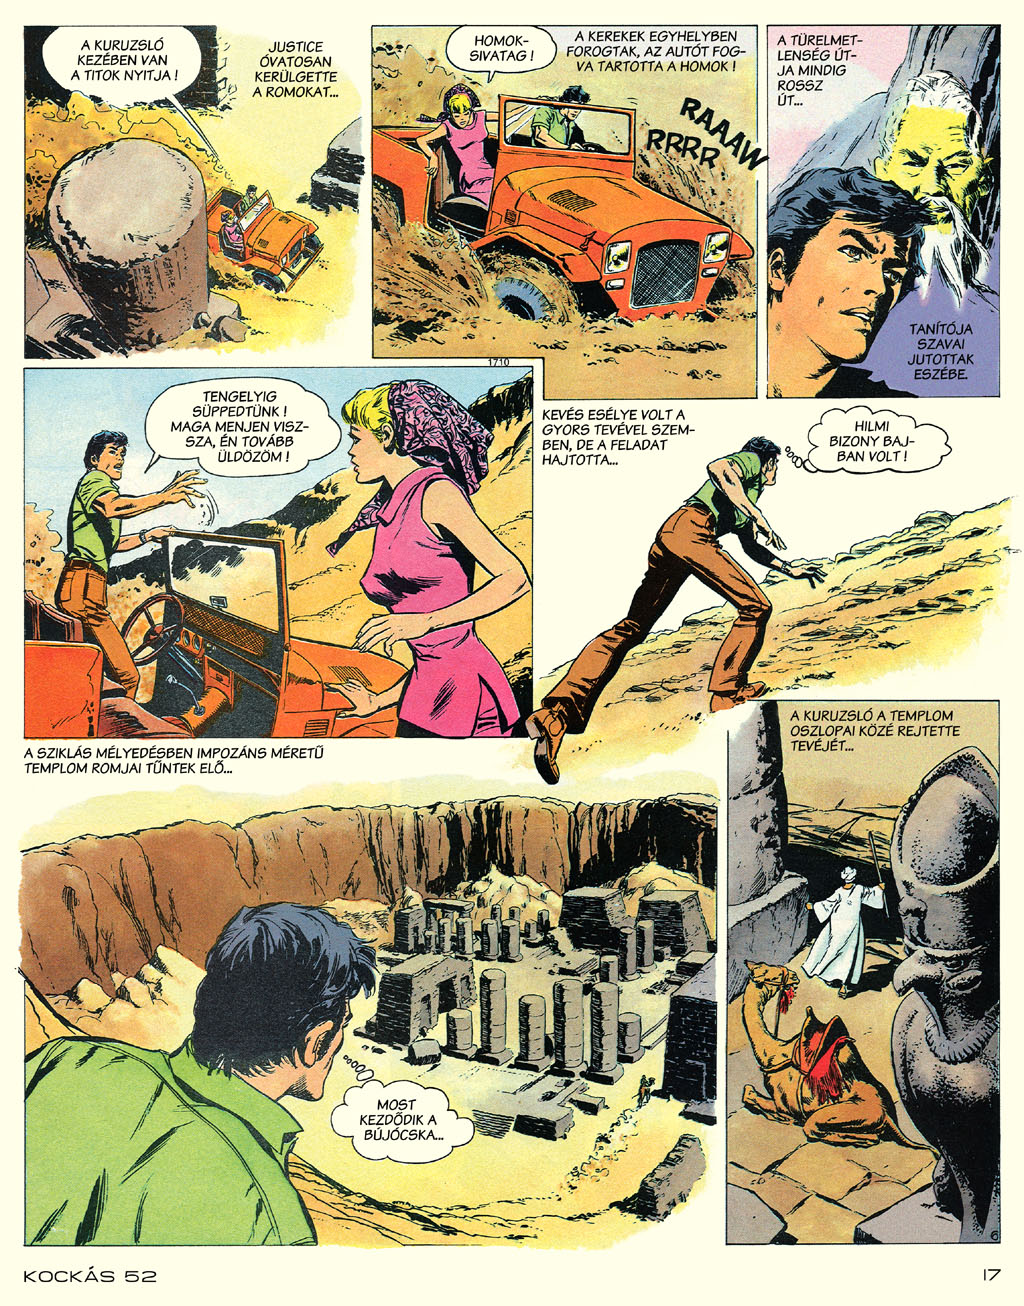 A KURUZSLÓ
KEZÉBEN VAN
A TITOK NYITJA !
JUSTICE
ÓVATOSAN
KERÜLGETTE
A ROMOKAT...
HOMOK-
SIVATAG !
A KEREKEK EGYHELYBEN
FOROGTAK, AZ AUTÓT FOG-
VA TARTOTTA A HOMOK !
RAAAW
RRRR
A TÜRELMET-
LENSÉG ÚT-
JA MINDIG
ROSSZ
ÚT...
TANÍTÓJA
SZAVAI
JUTOTTAK
ESZÉBE.
1710
TENGELYIG
SÜPPEDTÜNK !
MAGA MENJEN VISZ-
SZA, ÉN TOVÁBB
ÜLDÖZÖM !
KEVÉS ESÉLYE VOLT A
GYORS TEVÉVEL SZEM-
BEN, DE A FELADAT
HAJTOTTA...
HILMI
BIZONY BAJ-
BAN VOLT !
A SZIKLÁS MÉLYEDÉSBEN IMPOZÁNS MÉRETŰ
TEMPLOM ROMJAI TŰNTEK ELŐ...
MOST
KEZDŐDIK A
BÚJÓCSKA...
A KURUZSLÓ A TEMPLOM
OSZLOPAI KÖZÉ REJTETTE
TEVÉJÉT...
6
KOCKÁS 52
17